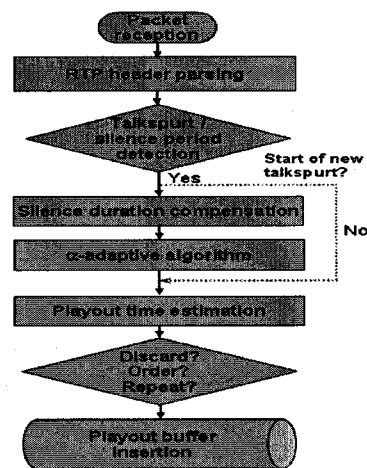 Packet
reception
RTP header parsing
Talkspurt /
silence period
detection
Start of new
talkspurt?
Yes
Silence duration compensation
No
α-adaptive algorithm
Playout time estimation
Discard?
Order?
Repeat?
Playout buffer
insertion